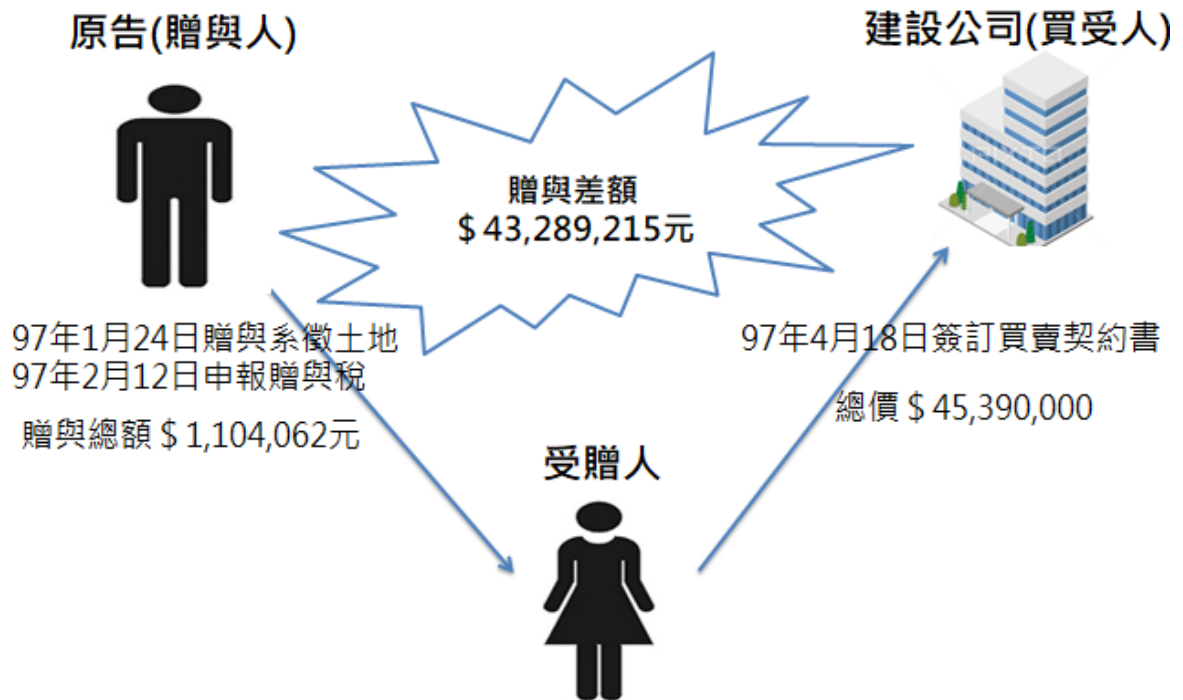 原告(贈與人)
建設公司(買受人)
贈與差額
$ 43,289,215元
97年1月24日贈與系徵土地
97年2月12日申報贈與稅
贈與總額 $ 1,104,062元
97年4月18日簽訂買賣契約書
總價 $ 45,390,000
受贈人